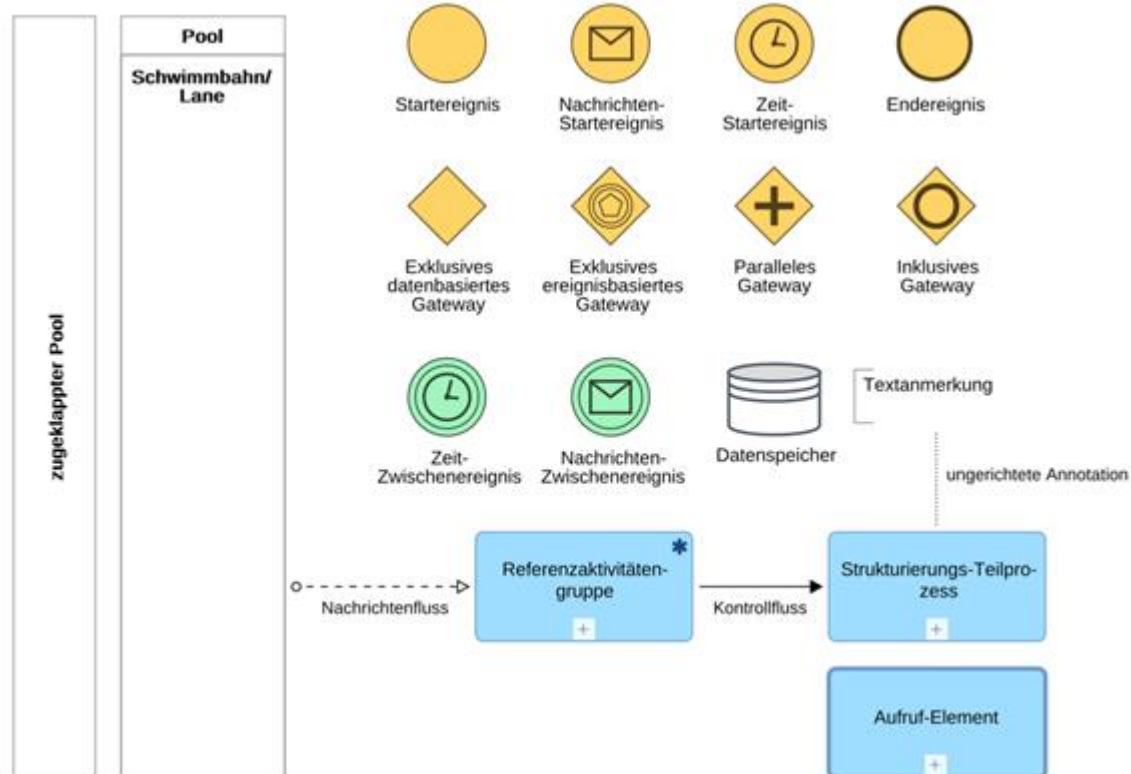 Pool
Schwimmbahn/
Lane
zugeklappter Pool
Startereignis
Nachrichten-
Startereignis
Zeit-
Startereignis
Endereignis
Exklusives
datenbasiertes
Gateway
Exklusives
ereignisbasiertes
Gateway
Paralleles
Gateway
Inklusives
Gateway
Zeit-
Zwischenereignis
Nachrichten-
Zwischenereignis
Datenspeicher
Textanmerkung
ungerichtete Annotation
Nachrichtenfluss
Referenzaktivitäten-
gruppe
Kontrollfluss
Strukturierungs-Teilpro-
zess
Aufruf-Element